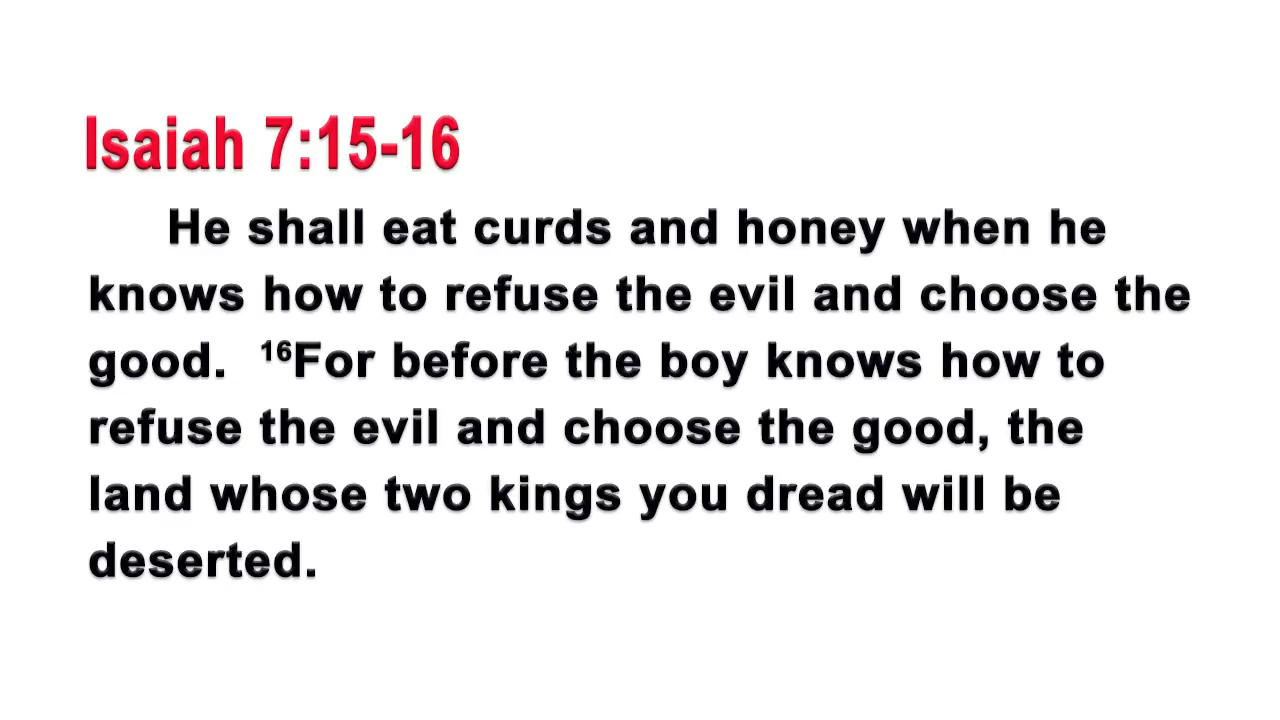 Isaiah 7:15-16
He shall eat curds and honey when he
knows how to refuse the evil and choose the
good. ¹⁶For before the boy knows how to
refuse the evil and choose the good, the
land whose two kings you dread will be
deserted.